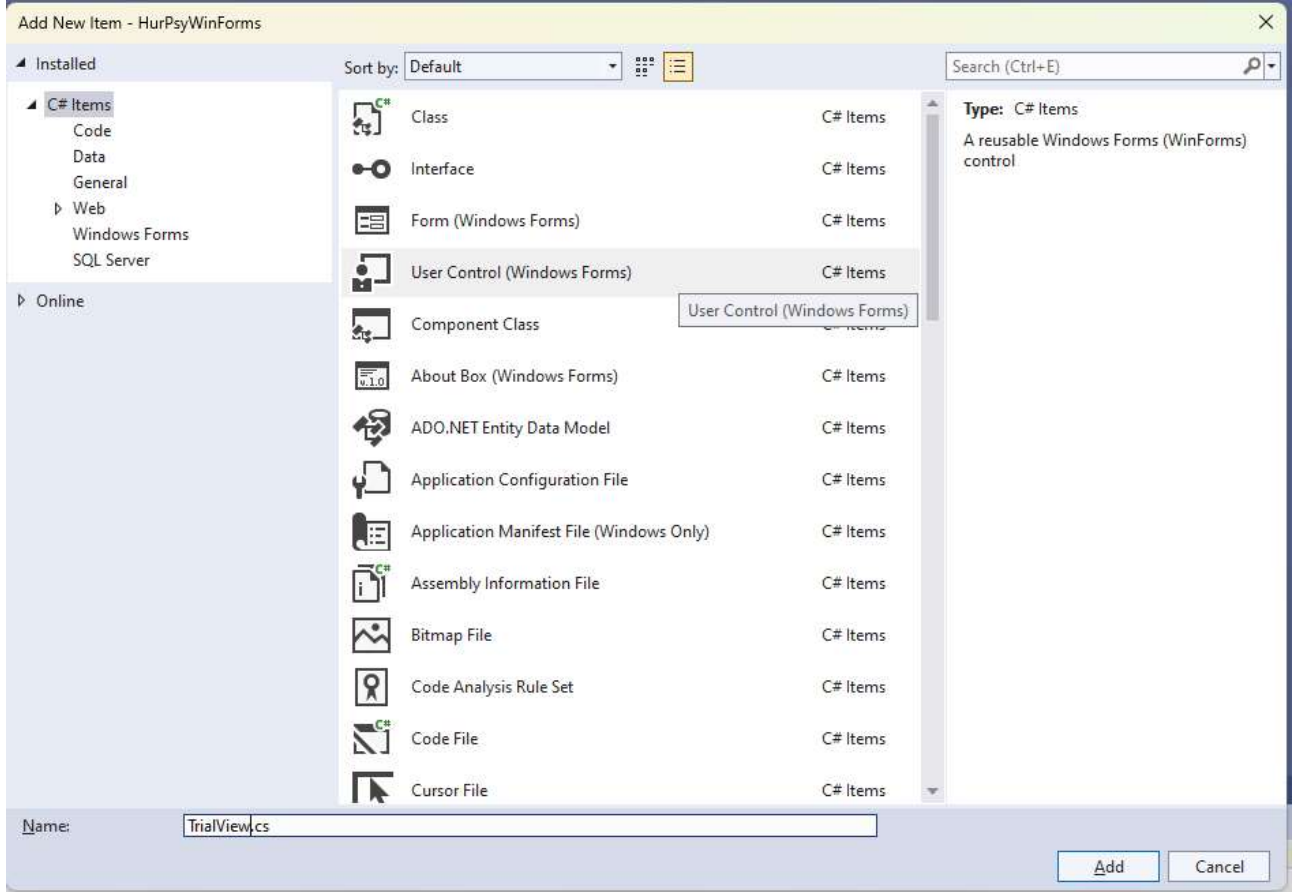 Add New Item - HurPsyWinForms
Installed
C# Items
Code
Data
General
Web
Windows Forms
SQL Server
Online
Sort by: Default
Class C# Items
Interface C# Items
Form (Windows Forms) C# Items
User Control (Windows Forms) C# Items
User Control (Windows Forms)
Component Class C# Items
About Box (Windows Forms) C# Items
ADO.NET Entity Data Model C# Items
Application Configuration File C# Items
Application Manifest File (Windows Only) C# Items
Assembly Information File C# Items
Bitmap File C# Items
Code Analysis Rule Set C# Items
Code File C# Items
Cursor File C# Items
Search (Ctrl+E)
Type: C# Items
A reusable Windows Forms (WinForms)
control
Name: TrialView.cs
Add Cancel